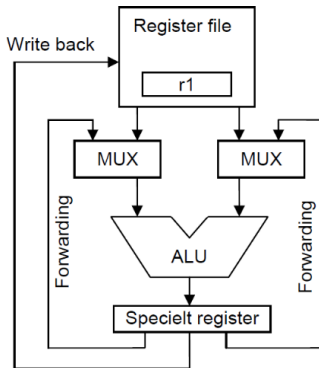 Register file
Write back
r1
MUX
MUX
Forwarding
Forwarding
ALU
Specielt register